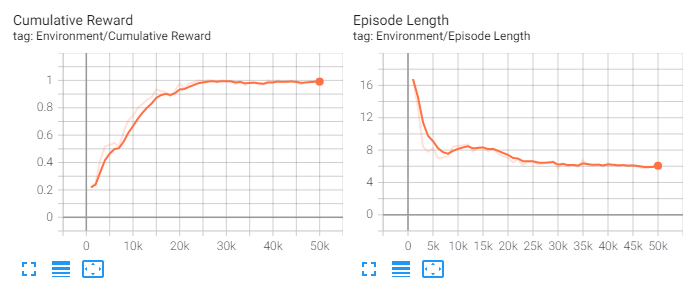 Cumulative Reward
tag: Environment/Cumulative Reward
1
0.8
0.6
0.4
0.2
0
0 10k 20k 30k 40k 50k
Episode Length
tag: Environment/Episode Length
16
12
8
4
0
0 5k 10k 15k 20k 25k 30k 35k 40k 45k 50k